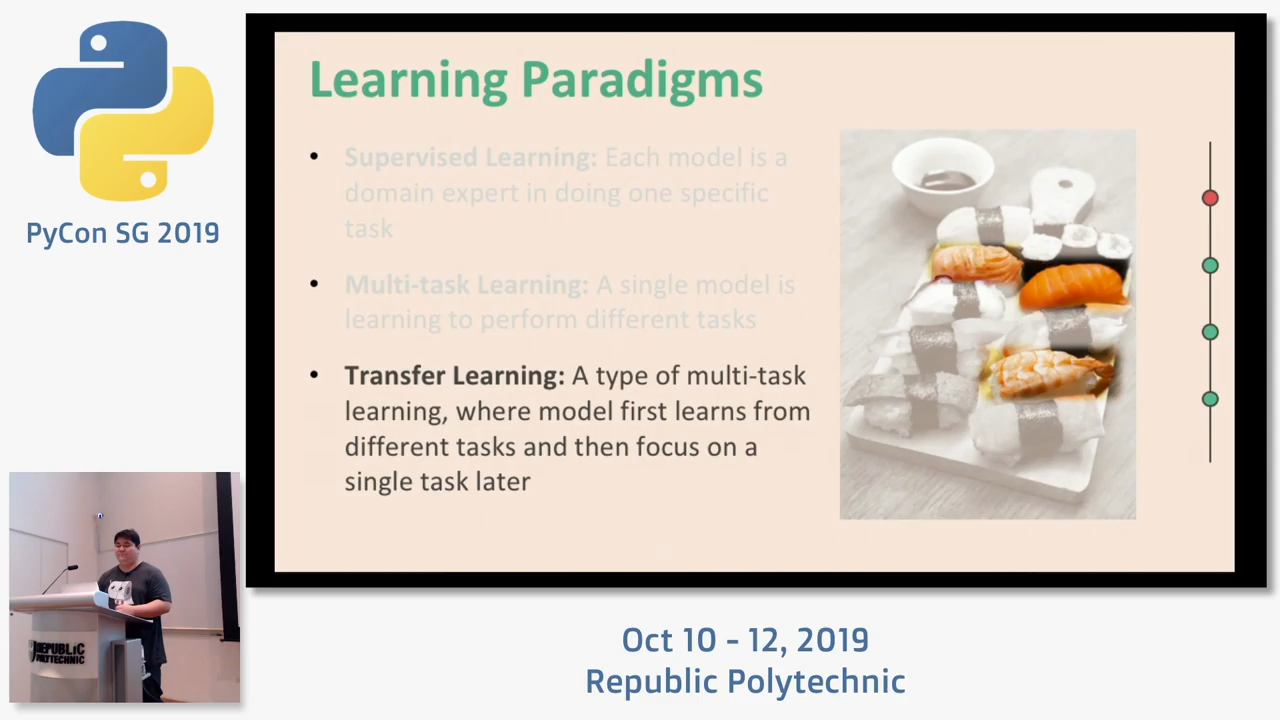 PyCon SG 2019
Learning Paradigms
• Supervised Learning: Each model is a
domain expert in doing one specific
task
• Multi-task Learning: A single model is
learning to perform different tasks
• Transfer Learning: A type of multi-task
learning, where model first learns from
different tasks and then focus on a
single task later
REPUBLIC
POLYTECHNIC
Oct 10 - 12, 2019
Republic Polytechnic